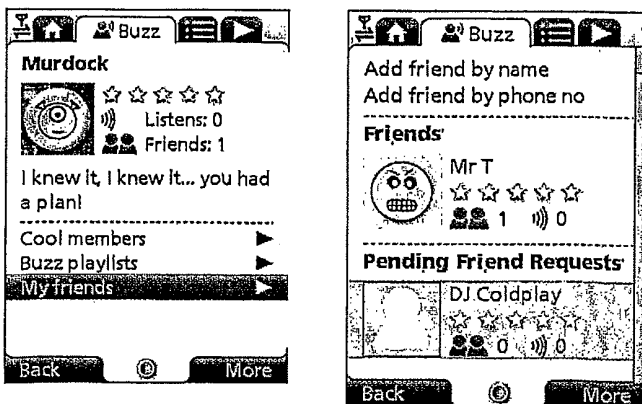 Buzz
Murdock
Listens: 0
Friends: 1
I knew it, I knew it... you had
a plan!
Cool members
Buzz playlists
My friends
Back
More
Buzz
Add friend by name
Add friend by phone no
Friends
Mr T
1
0
Pending Friend Requests
DJ Coldplay
0
0
Back
More